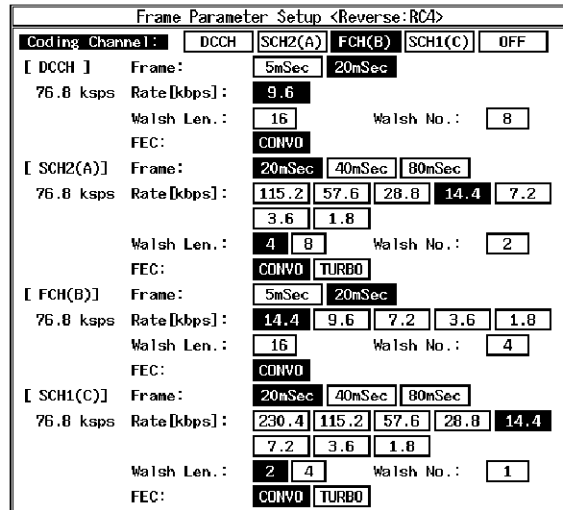 Frame Parameter Setup <Reverse:RC4>
Coding Channel: DCCH SCH2(A) FCH(B) SCH1(C) OFF
[ DCCH ] Frame: 5mSec 20mSec
76.8 ksps Rate[kbps]: 9.6
Walsh Len.: 16 Walsh No.: 8
FEC: CONVO
[ SCH2(A)] Frame: 20mSec 40mSec 80mSec
76.8 ksps Rate[kbps]: 115.2 57.6 28.8 14.4 7.2
3.6 1.8
Walsh Len.: 4 8 Walsh No.: 2
FEC: CONVO TURBO
[ FCH(B)] Frame: 5mSec 20mSec
76.8 ksps Rate[kbps]: 14.4 9.6 7.2 3.6 1.8
Walsh Len.: 16 Walsh No.: 4
FEC: CONVO
[ SCH1(C)] Frame: 20mSec 40mSec 80mSec
76.8 ksps Rate[kbps]: 230.4 115.2 57.6 28.8 14.4
7.2 3.6 1.8
Walsh Len.: 2 4 Walsh No.: 1
FEC: CONVO TURBO